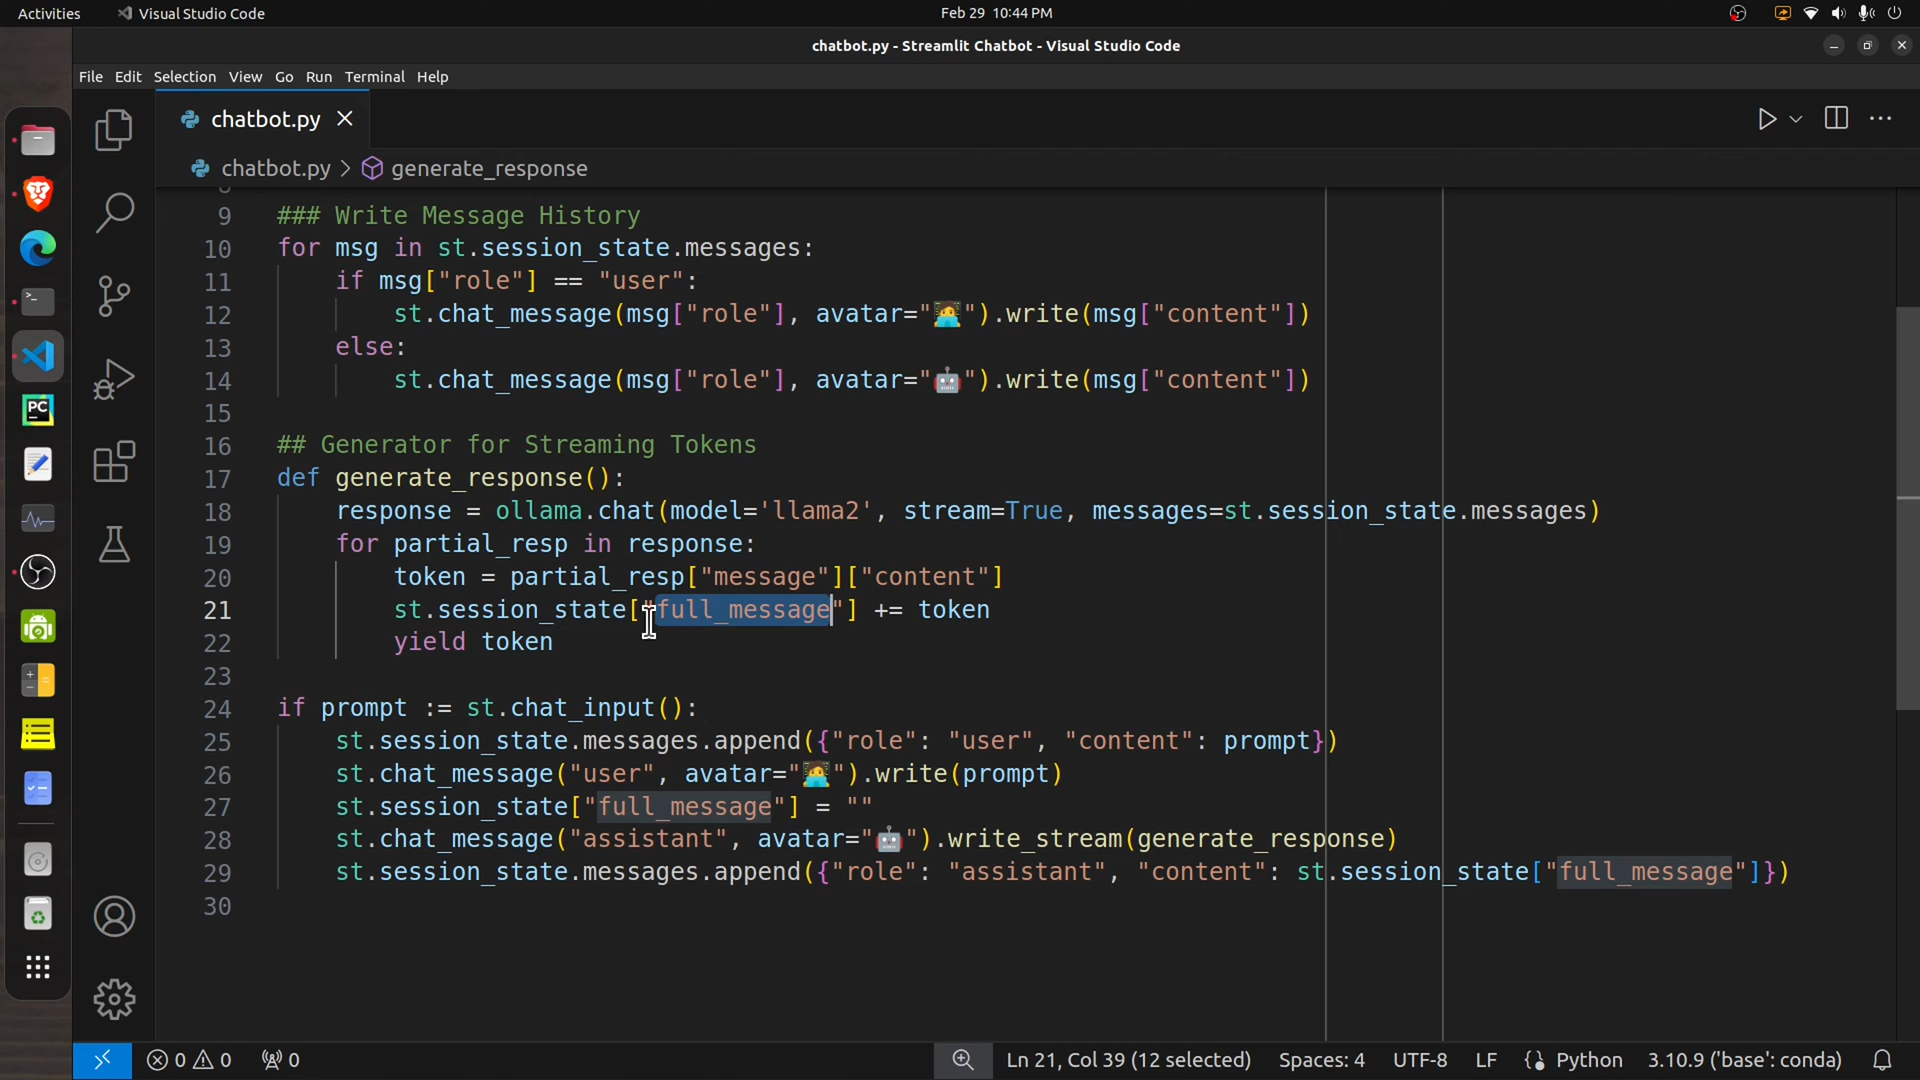 Activities
Visual Studio Code
Feb 29 10:44 PM
chatbot.py - Streamlit Chatbot - Visual Studio Code
File Edit Selection View Go Run Terminal Help
chatbot.py
chatbot.py > generate_response
9 ### Write Message History
10 for msg in st.session_state.messages:
11 if msg["role"] == "user":
12 st.chat_message(msg["role"], avatar="🧑‍💻").write(msg["content"])
13 else:
14 st.chat_message(msg["role"], avatar="🤖").write(msg["content"])
15
16 ## Generator for Streaming Tokens
17 def generate_response():
18 response = ollama.chat(model='llama2', stream=True, messages=st.session_state.messages)
19 for partial_resp in response:
20 token = partial_resp["message"]["content"]
21 st.session_state["full_message"] += token
22 yield token
23
24 if prompt := st.chat_input():
25 st.session_state.messages.append({"role": "user", "content": prompt})
26 st.chat_message("user", avatar="🧑‍💻").write(prompt)
27 st.session_state["full_message"] = ""
28 st.chat_message("assistant", avatar="🤖").write_stream(generate_response)
29 st.session_state.messages.append({"role": "assistant", "content": st.session_state["full_message"]})
30
PC
0 0 0
Ln 21, Col 39 (12 selected) Spaces: 4 UTF-8 LF Python 3.10.9 ('base': conda)